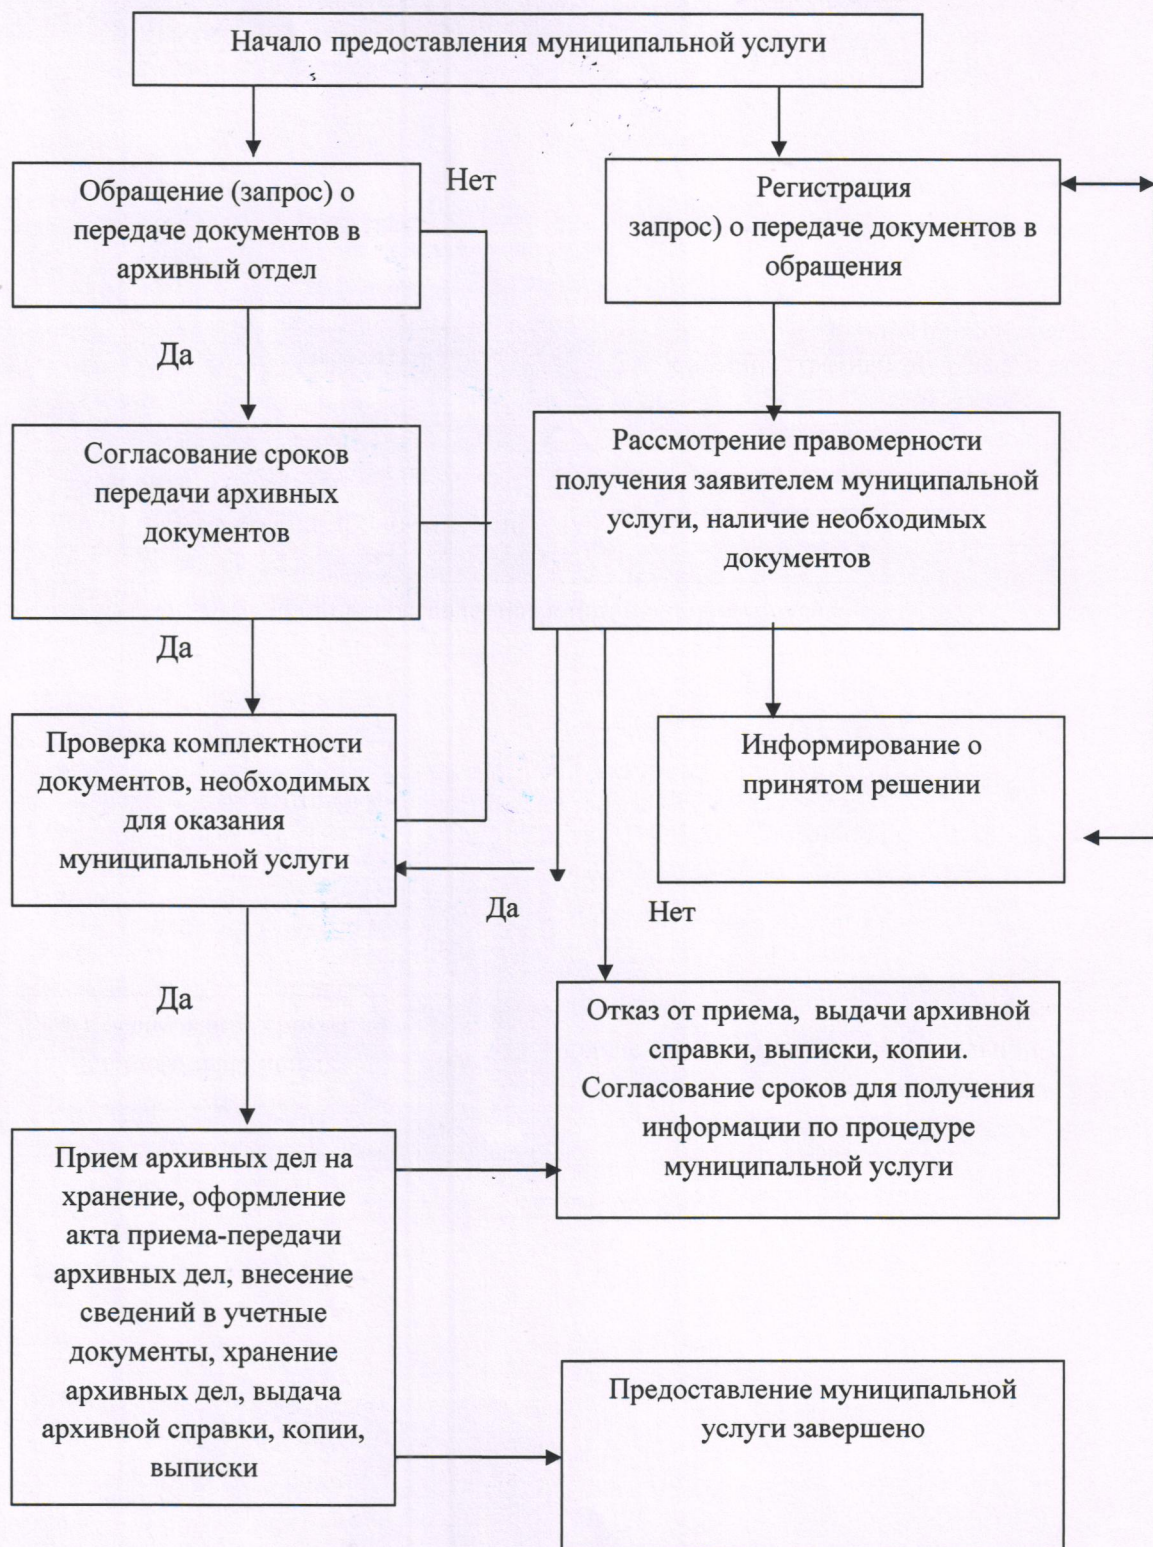 Начало предоставления муниципальной услуги
Обращение (запрос) о
передаче документов в
архивный отдел
Нет
Регистрация
запрос) о передаче документов в
обращения
Да
Согласование сроков
передачи архивных
документов
Рассмотрение правомерности
получения заявителем муниципальной
услуги, наличие необходимых
документов
Да
Проверка комплектности
документов, необходимых
для оказания
муниципальной услуги
Информирование о
принятом решении
Да
Нет
Да
Отказ от приема, выдачи архивной
справки, выписки, копии.
Согласование сроков для получения
информации по процедуре
муниципальной услуги
Прием архивных дел на
хранение, оформление
акта приема-передачи
архивных дел, внесение
сведений в учетные
документы, хранение
архивных дел, выдача
архивной справки, копии,
выписки
Предоставление муниципальной
услуги завершено